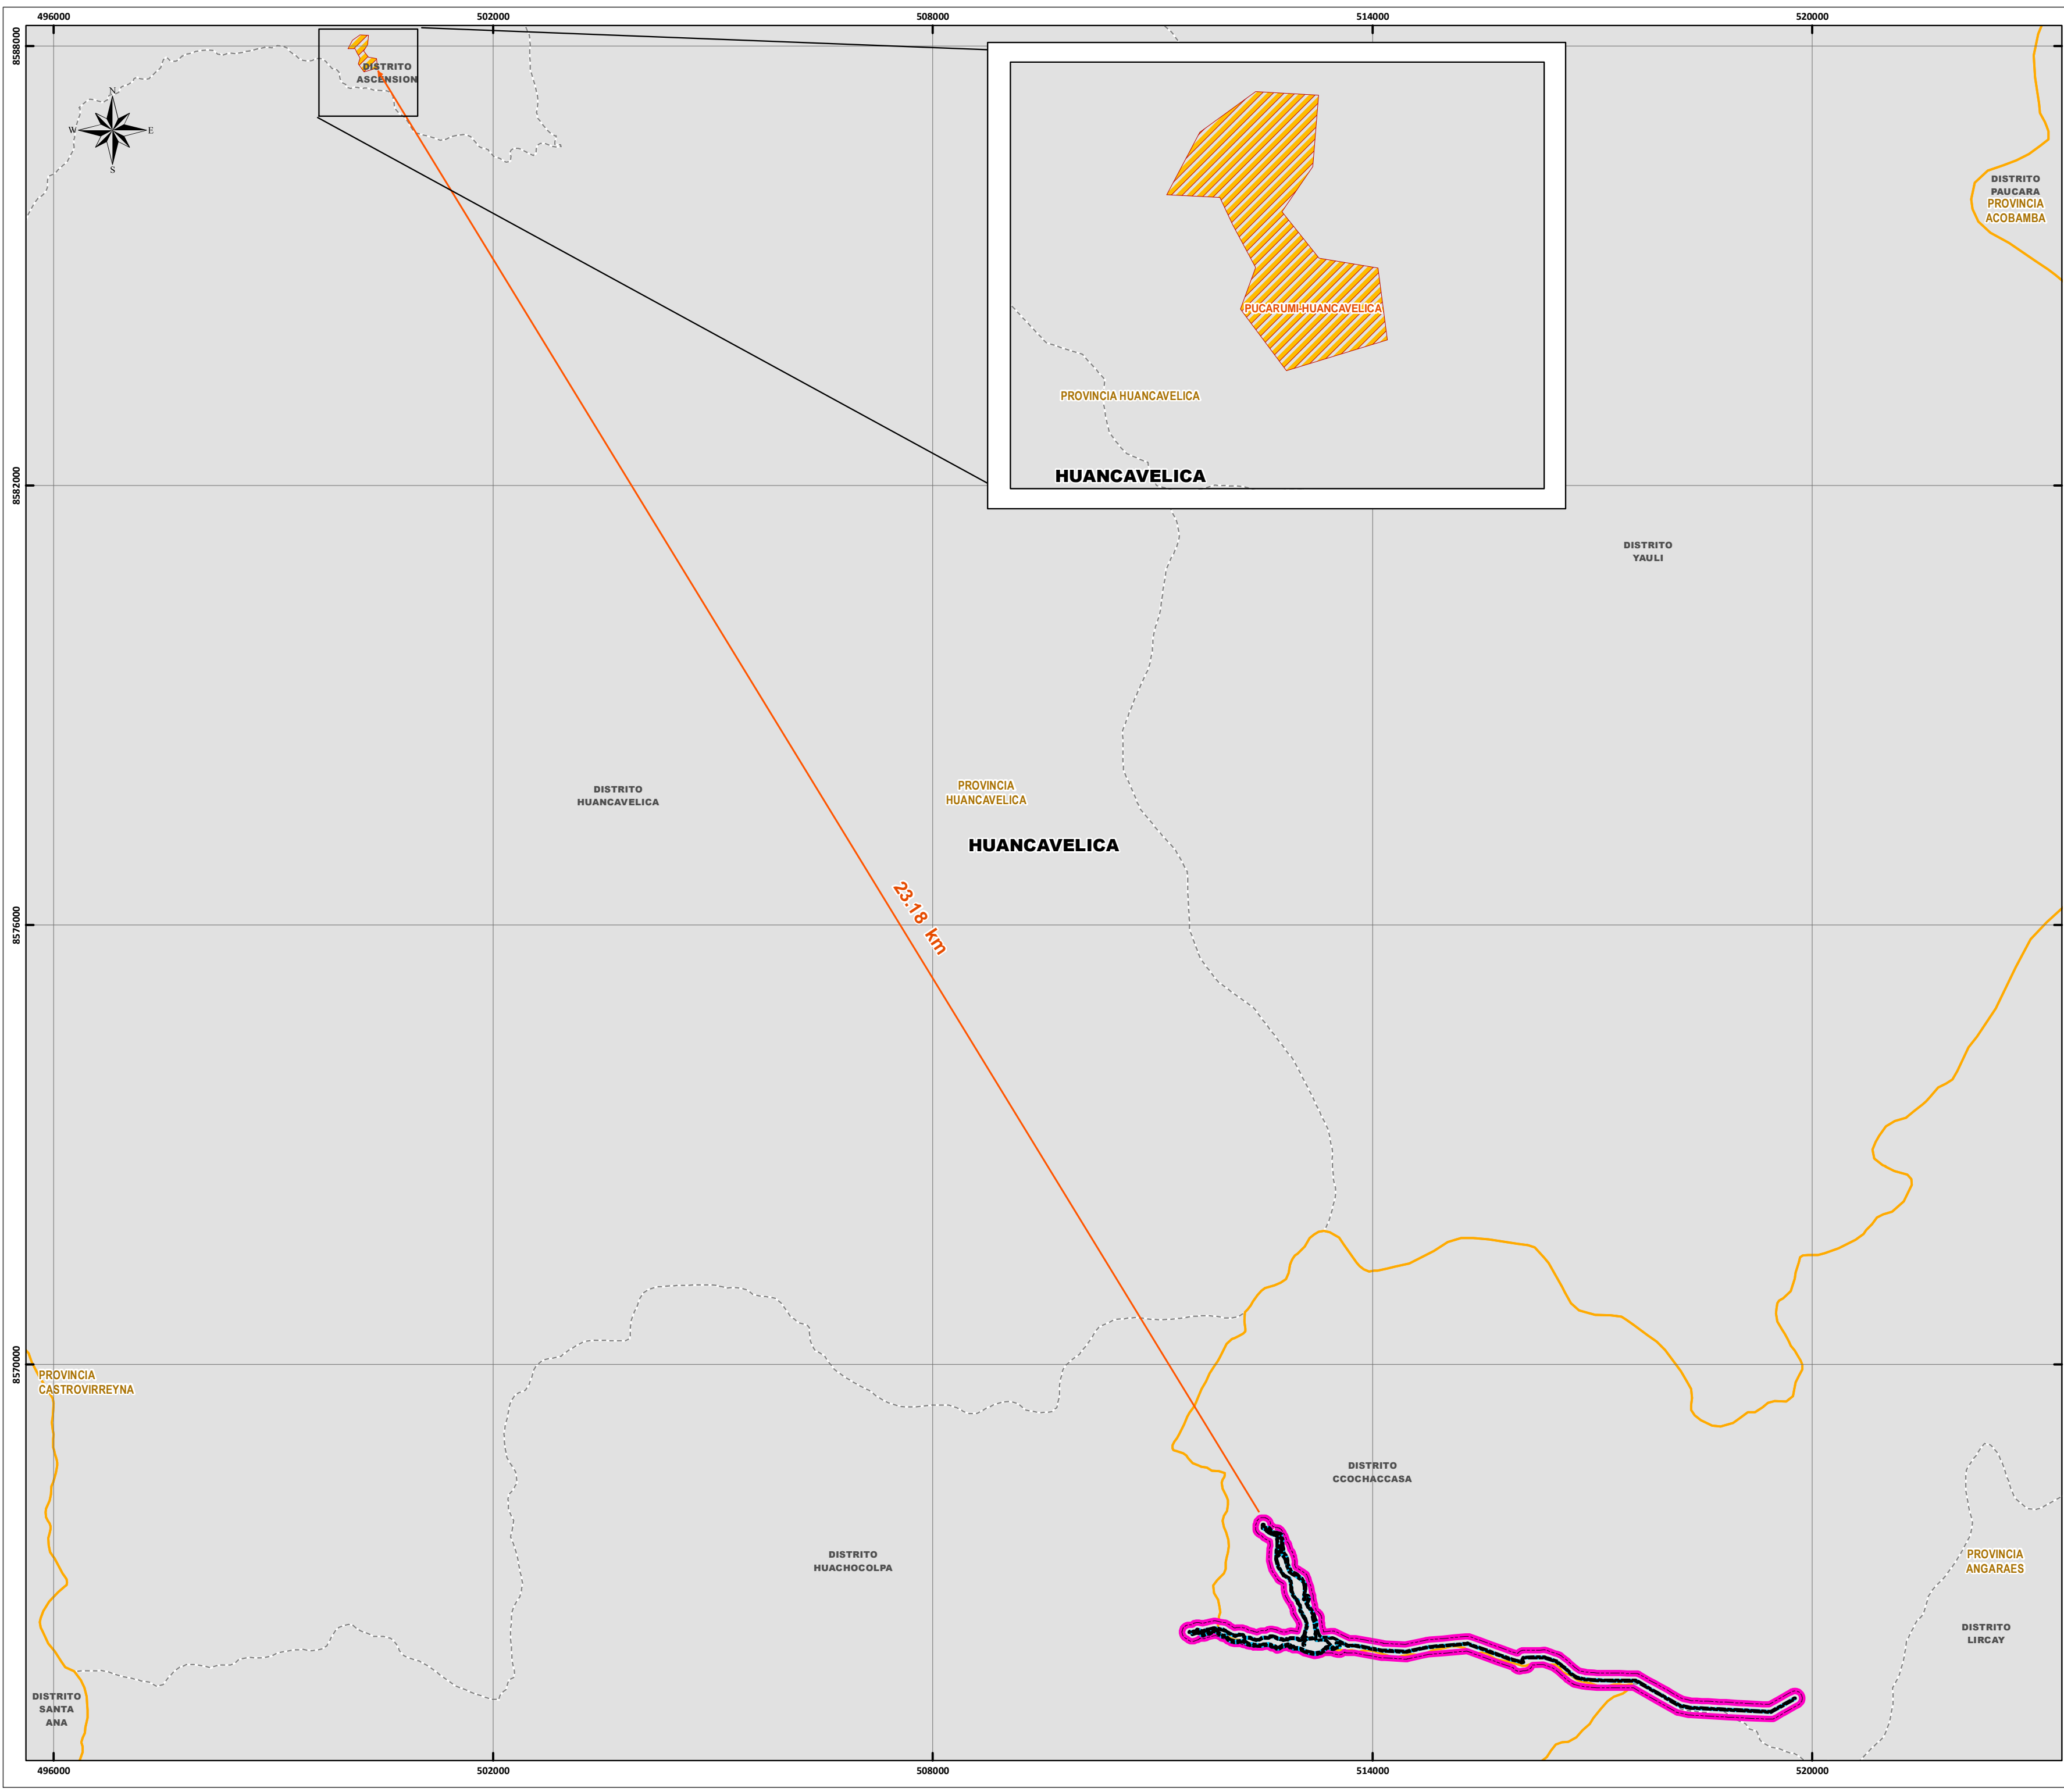 496000
502000
508000
514000
520000
8588000
8582000
8576000
8570000
N
W
E
S
DISTRITO
ASCENSION
DISTRITO
PAUCARA
PROVINCIA
ACOBAMBA
PUCARUMI-HUANCAVELICA
PROVINCIA HUANCAVELICA
HUANCAVELICA
DISTRITO
YAULI
DISTRITO
HUANCAVELICA
PROVINCIA
HUANCAVELICA
HUANCAVELICA
23.18 km
PROVINCIA
CASTROVIRREYNA
DISTRITO
CCOCHACCASA
DISTRITO
HUACHOCOLPA
PROVINCIA
ANGARAES
DISTRITO
LIRCAY
DISTRITO
SANTA
ANA
496000
502000
508000
514000
520000